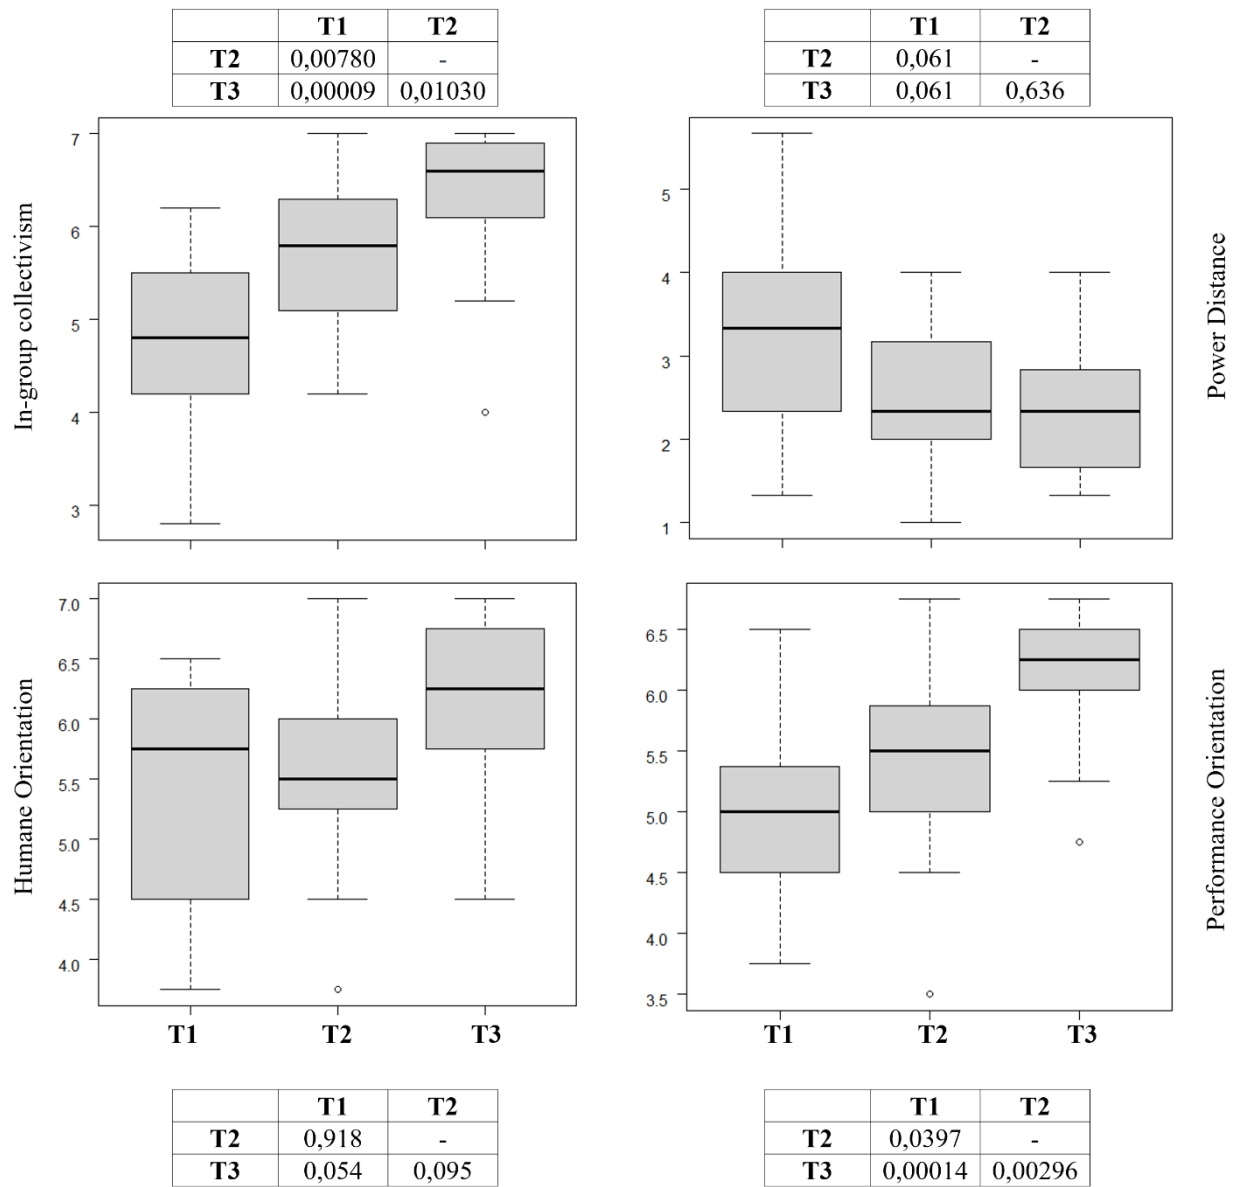 T1 T2
T2 0,00780 -
T3 0,00009 0,01030
T1 T2
T2 0,061 -
T3 0,061 0,636
In-group collectivism
7
6
5
4
3
Power Distance
5
4
3
2
1
Humane Orientation
7.0
6.5
6.0
5.5
5.0
4.5
4.0
T1 T2 T3
Performance Orientation
6.5
6.0
5.5
5.0
4.5
4.0
3.5
T1 T2 T3
T1 T2
T2 0,918 -
T3 0,054 0,095
T1 T2
T2 0,0397 -
T3 0,00014 0,00296